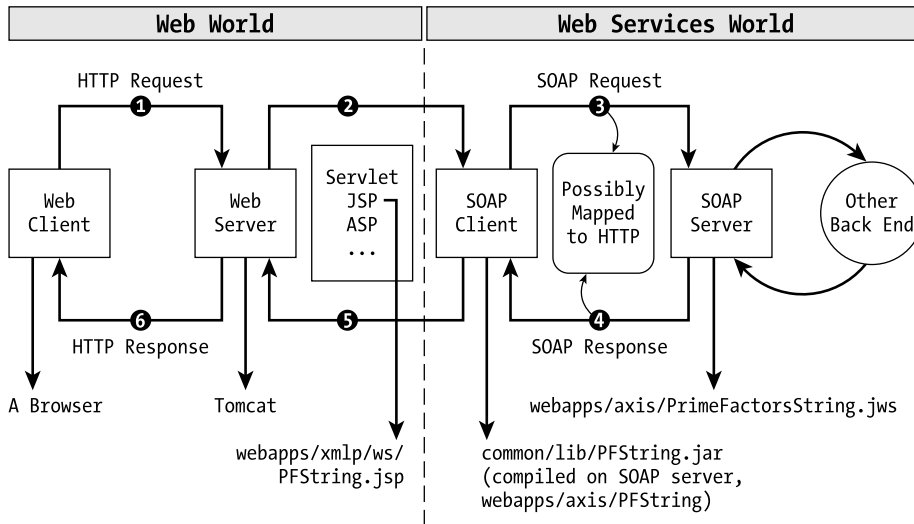 Web World
Web Services World
HTTP Request
SOAP Request
1
2
3
Web
Client
Web
Server
Servlet
JSP
ASP
...
SOAP
Client
Possibly
Mapped
to HTTP
SOAP
Server
Other
Back End
6
5
4
HTTP Response
SOAP Response
A Browser
Tomcat
webapps/axis/PrimeFactorsString.jws
webapps/xmlp/ws/
PFString.jsp
common/lib/PFString.jar
(compiled on SOAP server,
webapps/axis/PFString)